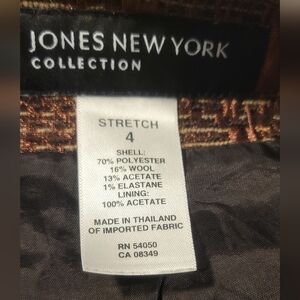 JONES NEW YORK
COLLECTION
STRETCH
4
SHELL:
70% POLYESTER
16% WOOL
13% ACETATE
1% ELASTANE
LINING:
100% ACETATE
MADE IN THAILAND
OF IMPORTED FABRIC
RN 54050
CA 08349